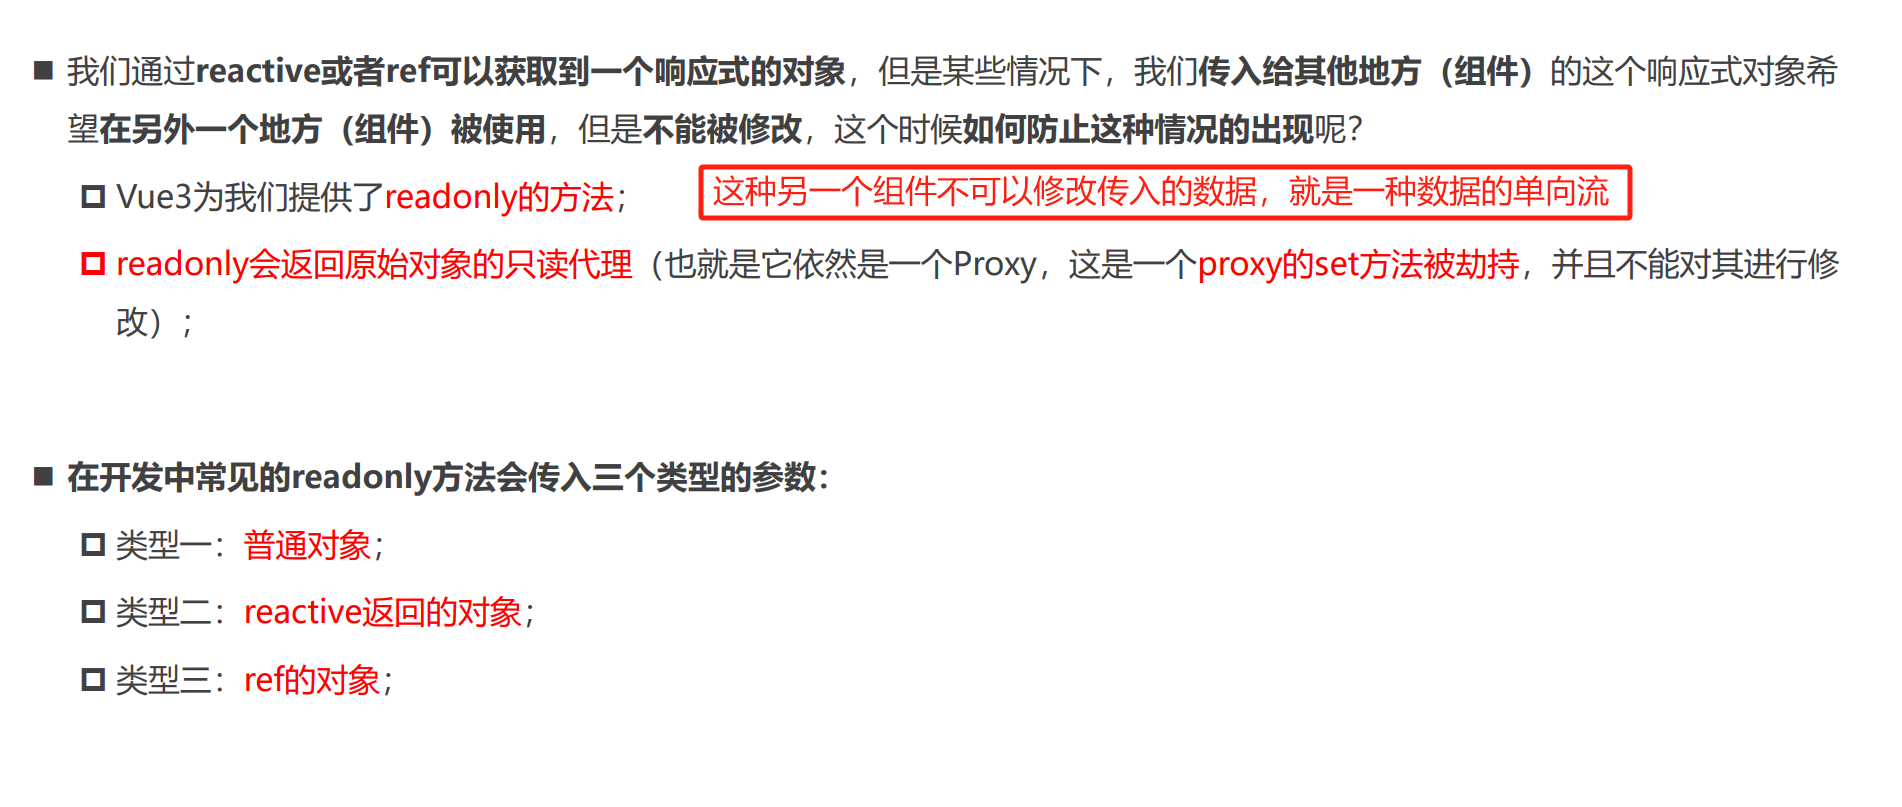 我们通过reactive或者ref可以获取到一个响应式的对象，但是某些情况下，我们传入给其他地方（组件）的这个响应式对象希
望在另外一个地方（组件）被使用，但是不能被修改，这个时候如何防止这种情况的出现呢？
Vue3为我们提供了readonly的方法；
这种另一个组件不可以修改传入的数据，就是一种数据的单向流
readonly会返回原始对象的只读代理（也就是它依然是一个Proxy，这是一个proxy的set方法被劫持，并且不能对其进行修
改）；
在开发中常见的readonly方法会传入三个类型的参数：
类型一：普通对象；
类型二：reactive返回的对象；
类型三：ref的对象；